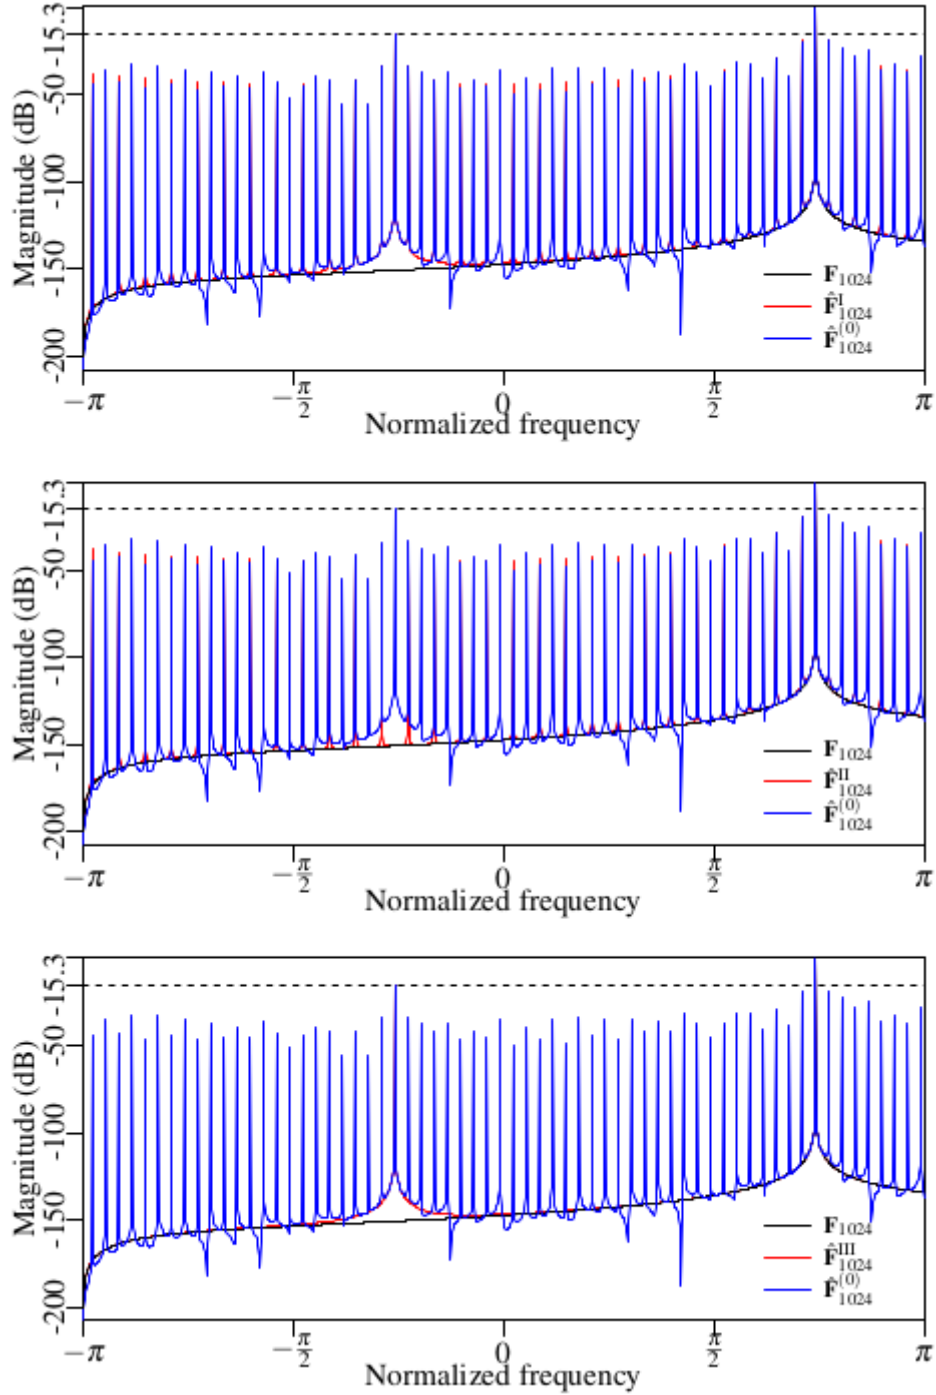 Magnitude (dB)
-15.3
-50
-100
-150
-200
F₁₀₂₄
F̂ᴵ₁₀₂₄
F̂⁽⁰⁾₁₀₂₄
−π
−π/2
0
π/2
π
Normalized frequency
Magnitude (dB)
-15.3
-50
-100
-150
-200
F₁₀₂₄
F̂ᴵᴵ₁₀₂₄
F̂⁽⁰⁾₁₀₂₄
−π
−π/2
0
π/2
π
Normalized frequency
Magnitude (dB)
-15.3
-50
-100
-150
-200
F₁₀₂₄
F̂ᴵᴵᴵ₁₀₂₄
F̂⁽⁰⁾₁₀₂₄
−π
−π/2
0
π/2
π
Normalized frequency